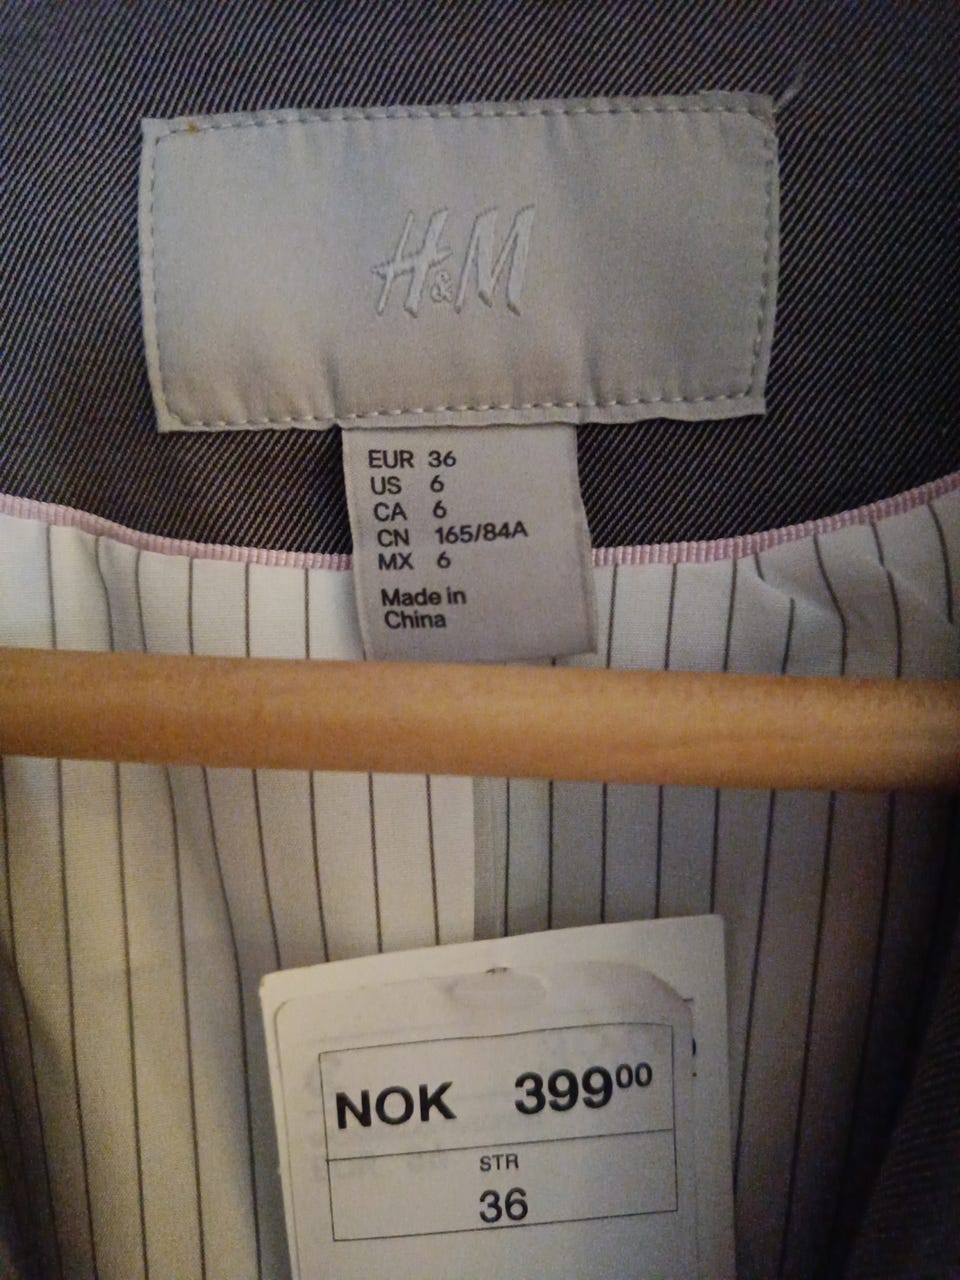 H&M
EUR 36
US 6
CA 6
CN 165/84A
MX 6
Made in
China
NOK 399⁰⁰
STR
36